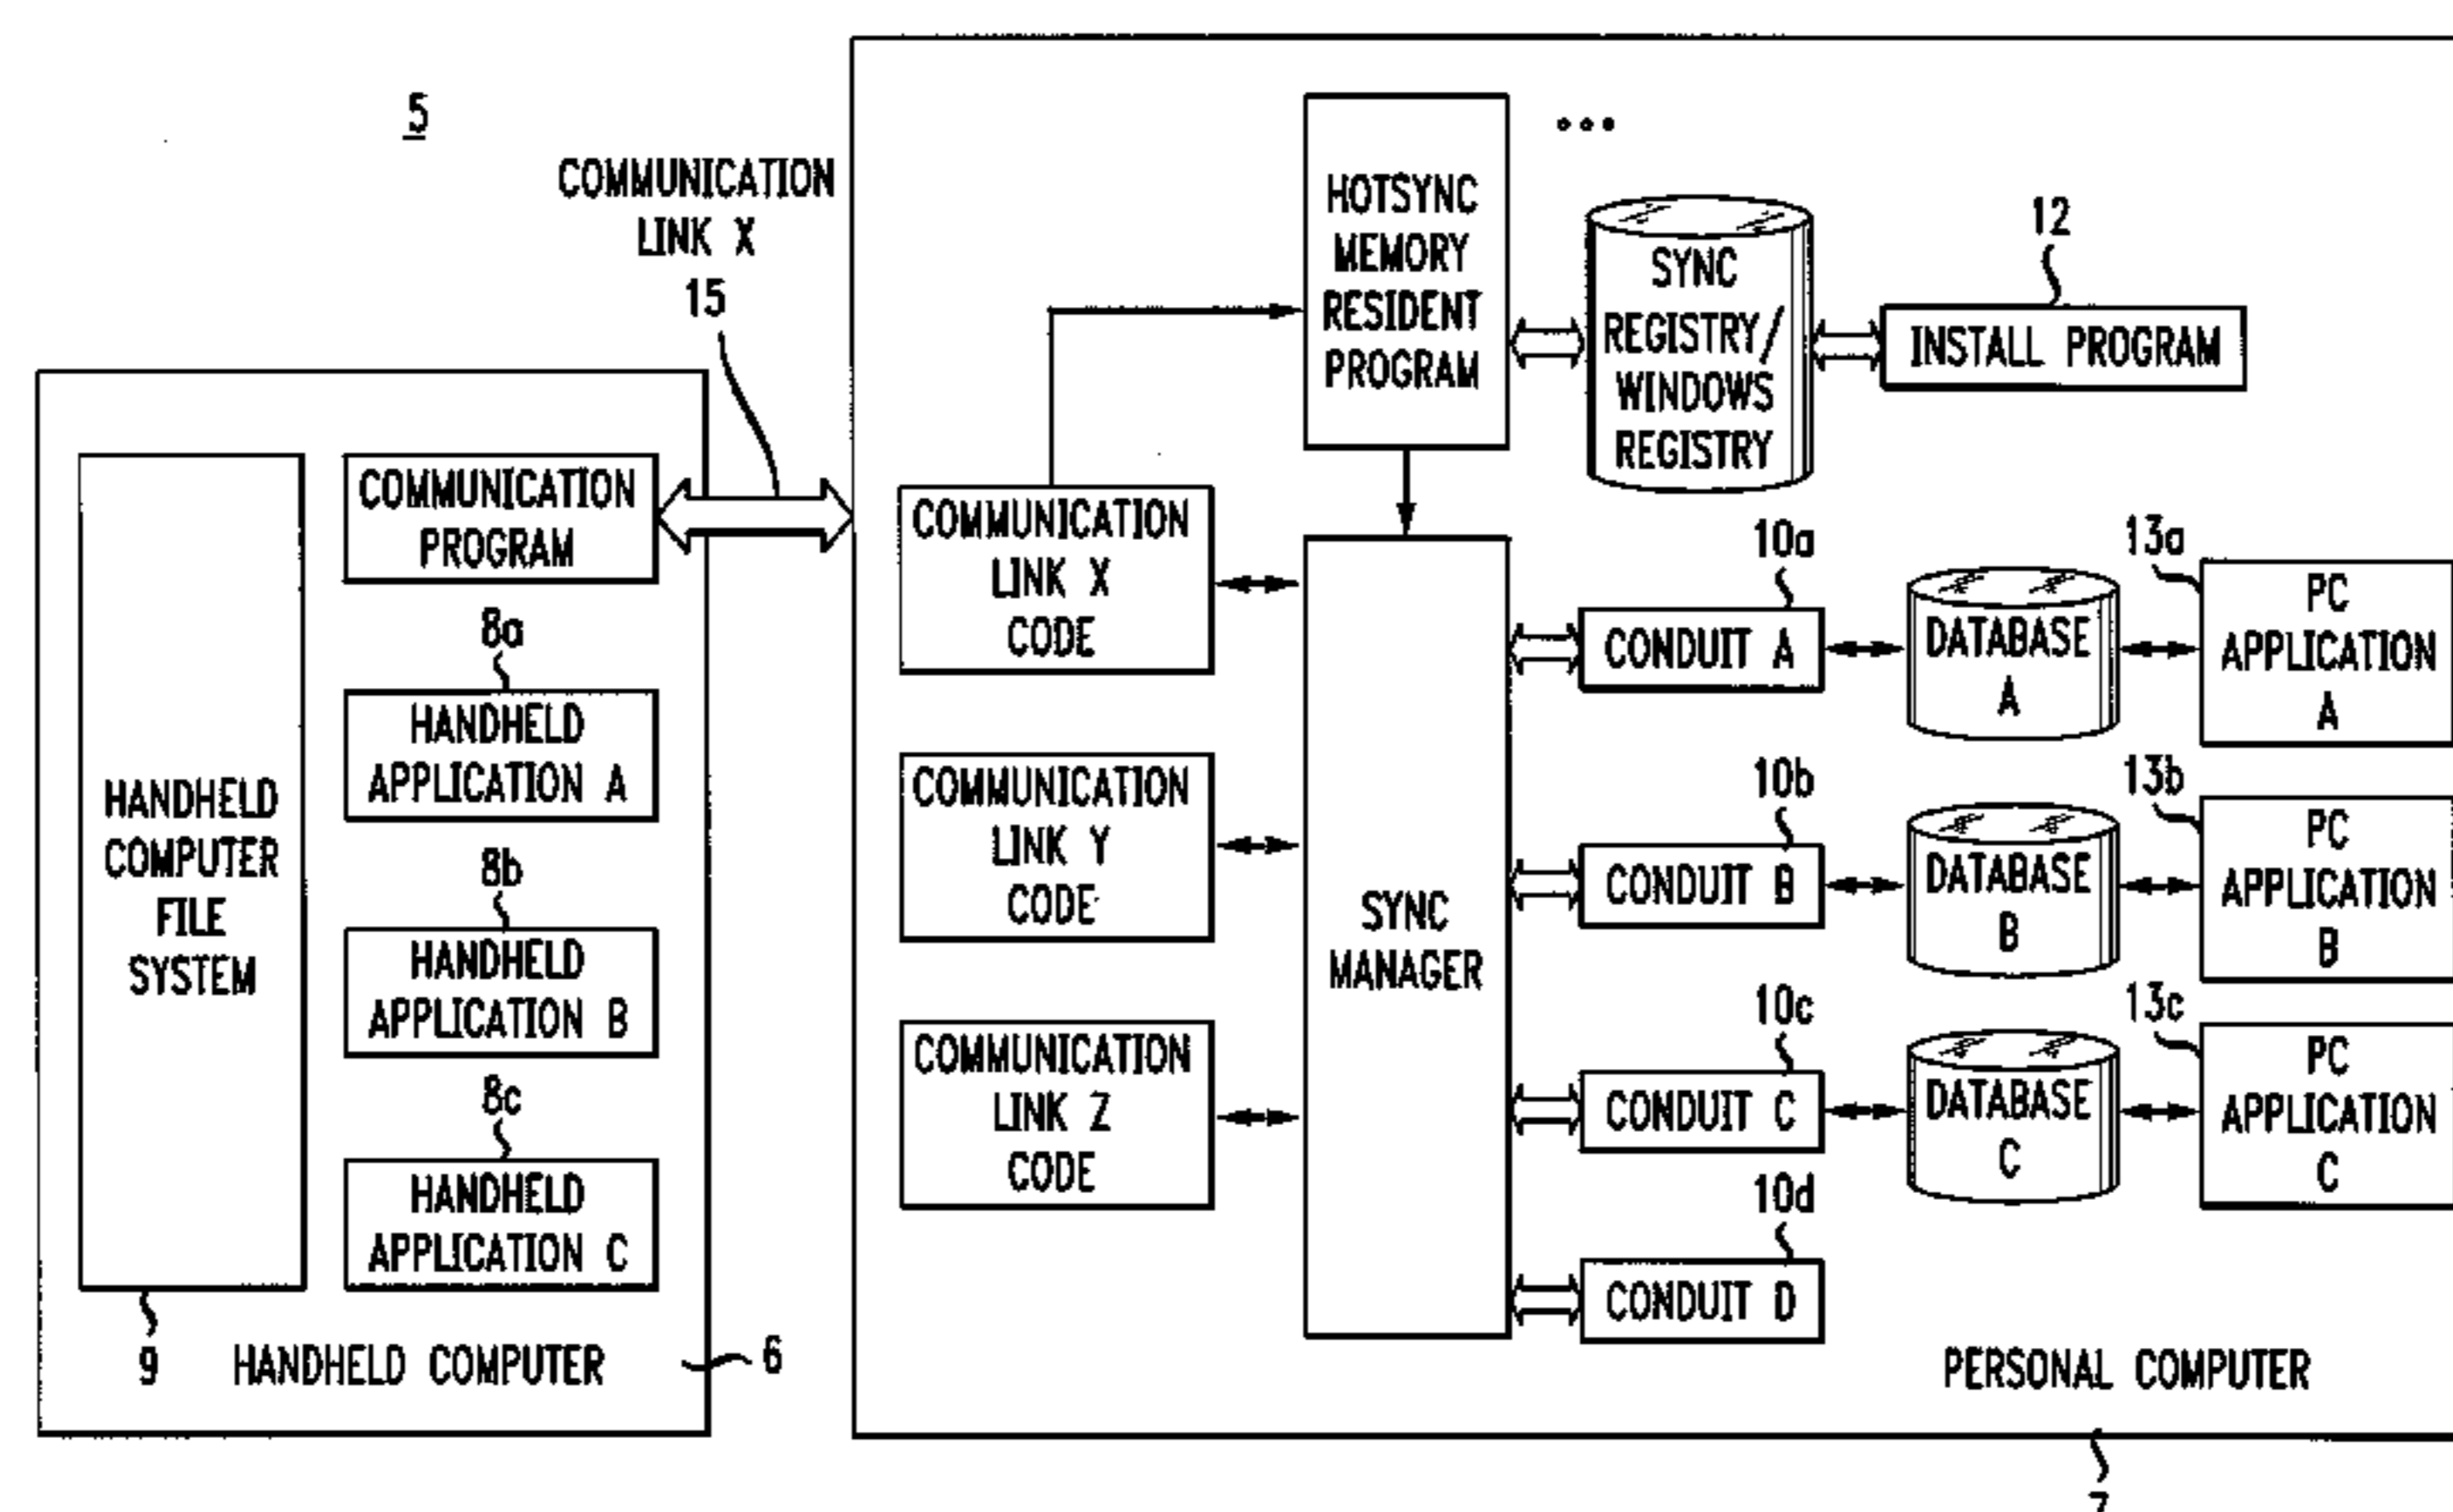 5
COMMUNICATION
LINK X
15
HANDHELD
COMPUTER
FILE
SYSTEM
9
COMMUNICATION
PROGRAM
8a
HANDHELD
APPLICATION A
8b
HANDHELD
APPLICATION B
8c
HANDHELD
APPLICATION C
HANDHELD COMPUTER
6
HOTSYNC
MEMORY
RESIDENT
PROGRAM
...
SYNC
REGISTRY/
WINDOWS
REGISTRY
12
INSTALL PROGRAM
COMMUNICATION
LINK X
CODE
COMMUNICATION
LINK Y
CODE
COMMUNICATION
LINK Z
CODE
SYNC
MANAGER
10a
CONDUIT A
DATABASE
A
13a
PC
APPLICATION
A
10b
CONDUIT B
DATABASE
B
13b
PC
APPLICATION
B
10c
CONDUIT C
DATABASE
C
13c
PC
APPLICATION
C
10d
CONDUIT D
PERSONAL COMPUTER
7